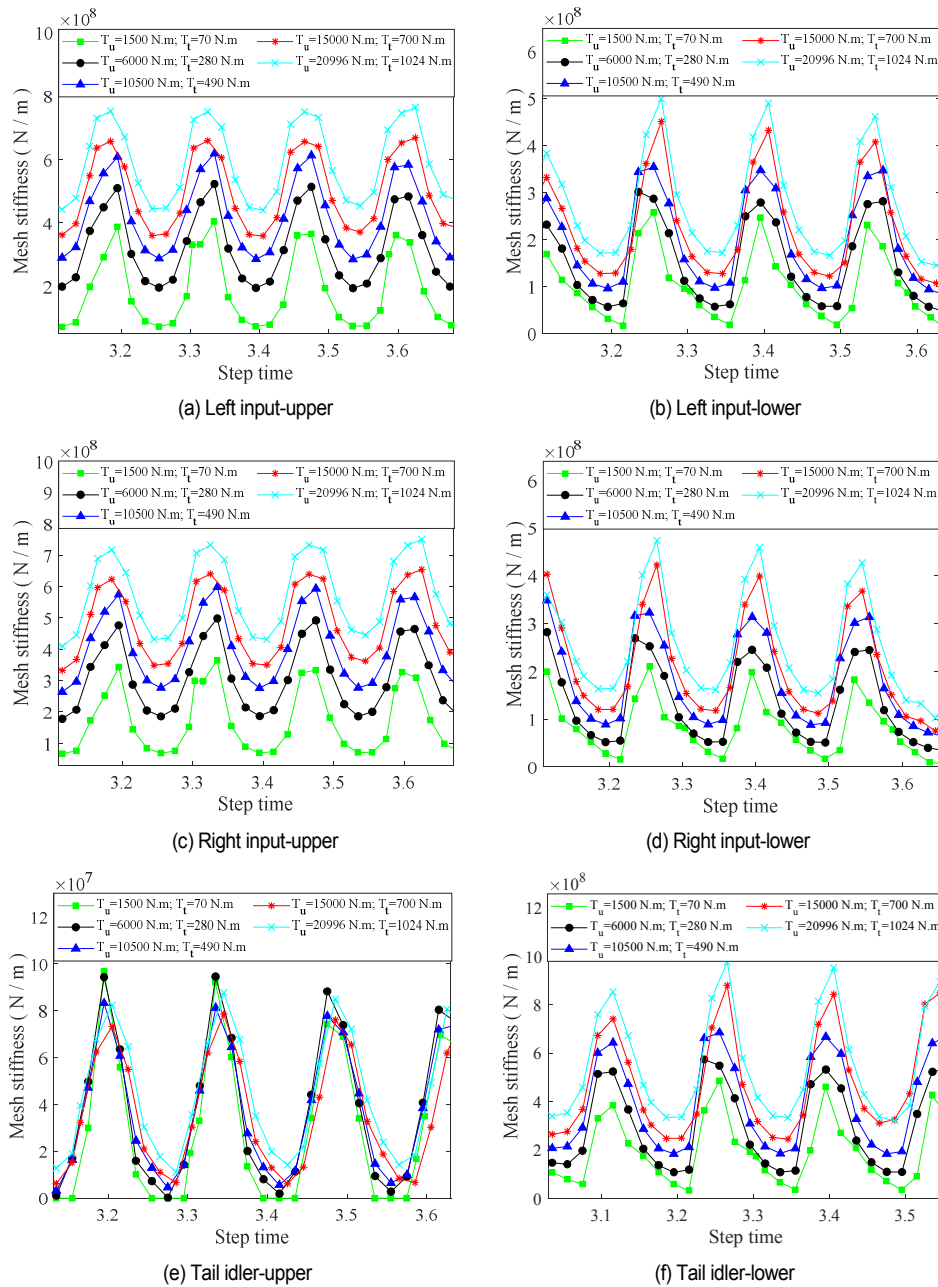 ×10⁸
T_u=1500 N.m; T_t=70 N.m
T_u=15000 N.m; T_t=700 N.m
T_u=6000 N.m; T_t=280 N.m
T_u=20996 N.m; T_t=1024 N.m
T_u=10500 N.m; T_t=490 N.m
Mesh stiffness ( N / m )
10
8
6
4
2
3.2 3.3 3.4 3.5 3.6
Step time
(a) Left input-upper
×10⁸
T_u=1500 N.m; T_t=70 N.m
T_u=15000 N.m; T_t=700 N.m
T_u=6000 N.m; T_t=280 N.m
T_u=20996 N.m; T_t=1024 N.m
T_u=10500 N.m; T_t=490 N.m
Mesh stiffness ( N / m )
6
5
4
3
2
1
0
3.2 3.3 3.4 3.5 3.6
Step time
(b) Left input-lower
×10⁸
T_u=1500 N.m; T_t=70 N.m
T_u=15000 N.m; T_t=700 N.m
T_u=6000 N.m; T_t=280 N.m
T_u=20996 N.m; T_t=1024 N.m
T_u=10500 N.m; T_t=490 N.m
Mesh stiffness ( N / m )
10
9
8
7
6
5
4
3
2
1
3.2 3.3 3.4 3.5 3.6
Step time
(c) Right input-upper
×10⁸
T_u=1500 N.m; T_t=70 N.m
T_u=15000 N.m; T_t=700 N.m
T_u=6000 N.m; T_t=280 N.m
T_u=20996 N.m; T_t=1024 N.m
T_u=10500 N.m; T_t=490 N.m
Mesh stiffness ( N / m )
6
5
4
3
2
1
0
3.2 3.3 3.4 3.5 3.6
Step time
(d) Right input-lower
×10⁷
T_u=1500 N.m; T_t=70 N.m
T_u=15000 N.m; T_t=700 N.m
T_u=6000 N.m; T_t=280 N.m
T_u=20996 N.m; T_t=1024 N.m
T_u=10500 N.m; T_t=490 N.m
Mesh stiffness ( N / m )
12
10
8
6
4
2
0
3.2 3.3 3.4 3.5 3.6
Step time
(e) Tail idler-upper
×10⁸
T_u=1500 N.m; T_t=70 N.m
T_u=15000 N.m; T_t=700 N.m
T_u=6000 N.m; T_t=280 N.m
T_u=20996 N.m; T_t=1024 N.m
T_u=10500 N.m; T_t=490 N.m
Mesh stiffness ( N / m )
12
10
8
6
4
2
0
3.1 3.2 3.3 3.4 3.5
Step time
(f) Tail idler-lower